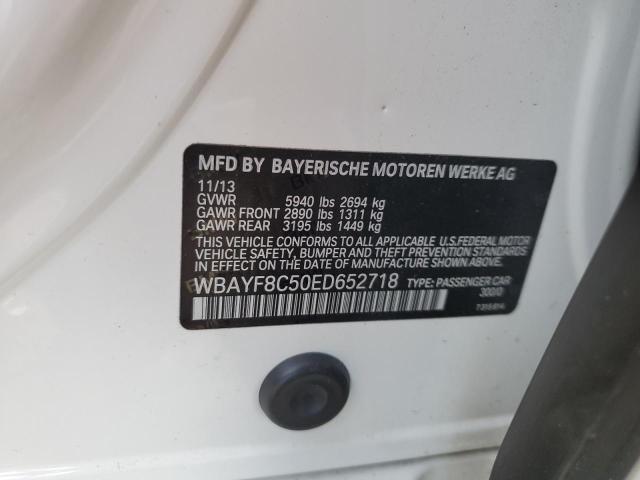 MFD BY BAYERISCHE MOTOREN WERKE AG
11/13
GVWR 5940 lbs 2694 kg
GAWR FRONT 2890 lbs 1311 kg
GAWR REAR 3195 lbs 1449 kg
THIS VEHICLE CONFORMS TO ALL APPLICABLE U.S.FEDERAL MOTOR
VEHICLE SAFETY, BUMPER AND THEFT PREVENTION STANDARDS
IN EFFECT ON THE DATE OF MANUFACTURE SHOWN ABOVE.
WBAYF8C50ED652718 TYPE: PASSENGER CAR
300/0